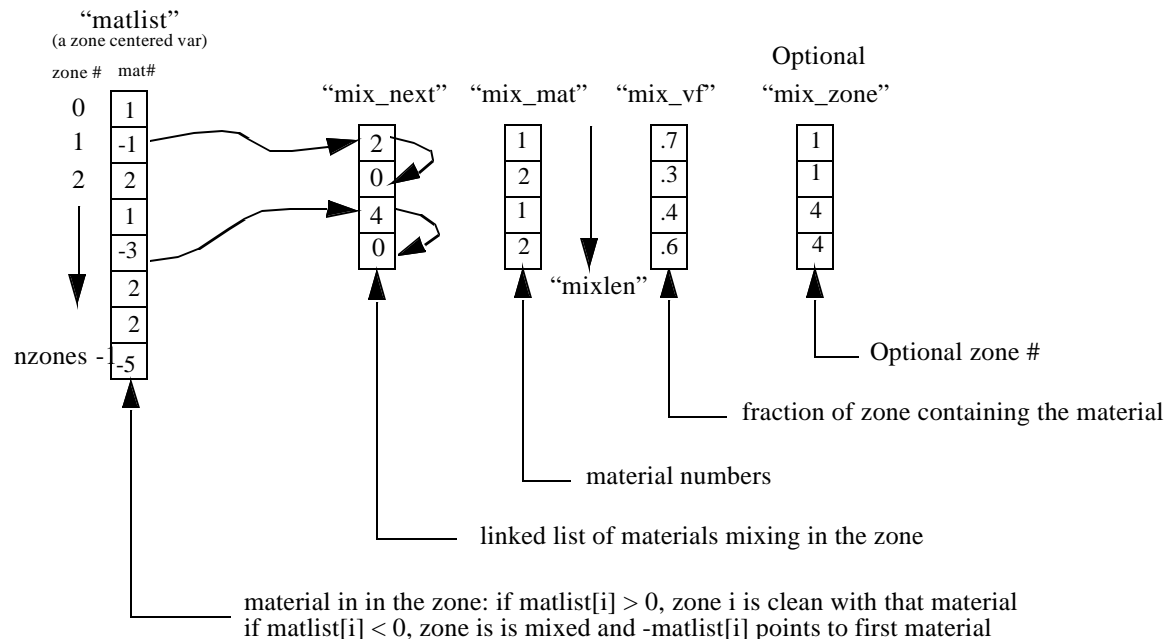 “matlist”
(a zone centered var)
zone # mat#
0 1
1 -1
2 2
1
-3
2
2
nzones -1 -5
“mix_next”
2
0
4
0
“mix_mat”
1
2
1
2
“mixlen”
“mix_vf”
.7
.3
.4
.6
Optional
“mix_zone”
1
1
4
4
Optional zone #
fraction of zone containing the material
material numbers
linked list of materials mixing in the zone
material in in the zone: if matlist[i] > 0, zone i is clean with that material
if matlist[i] < 0, zone is is mixed and -matlist[i] points to first material